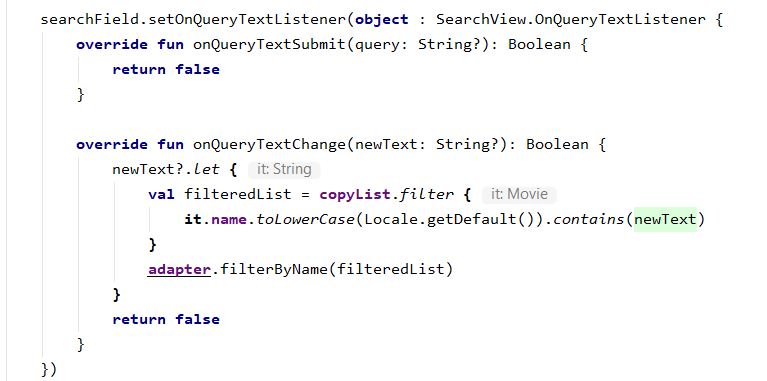 searchField.setOnQueryTextListener(object : SearchView.OnQueryTextListener {
    override fun onQueryTextSubmit(query: String?): Boolean {
        return false
    }

    override fun onQueryTextChange(newText: String?): Boolean {
        newText?.let { it: String
            val filteredList = copyList.filter { it: Movie
                it.name.toLowerCase(Locale.getDefault()).contains(newText)
            }
            adapter.filterByName(filteredList)
        }
        return false
    }
})